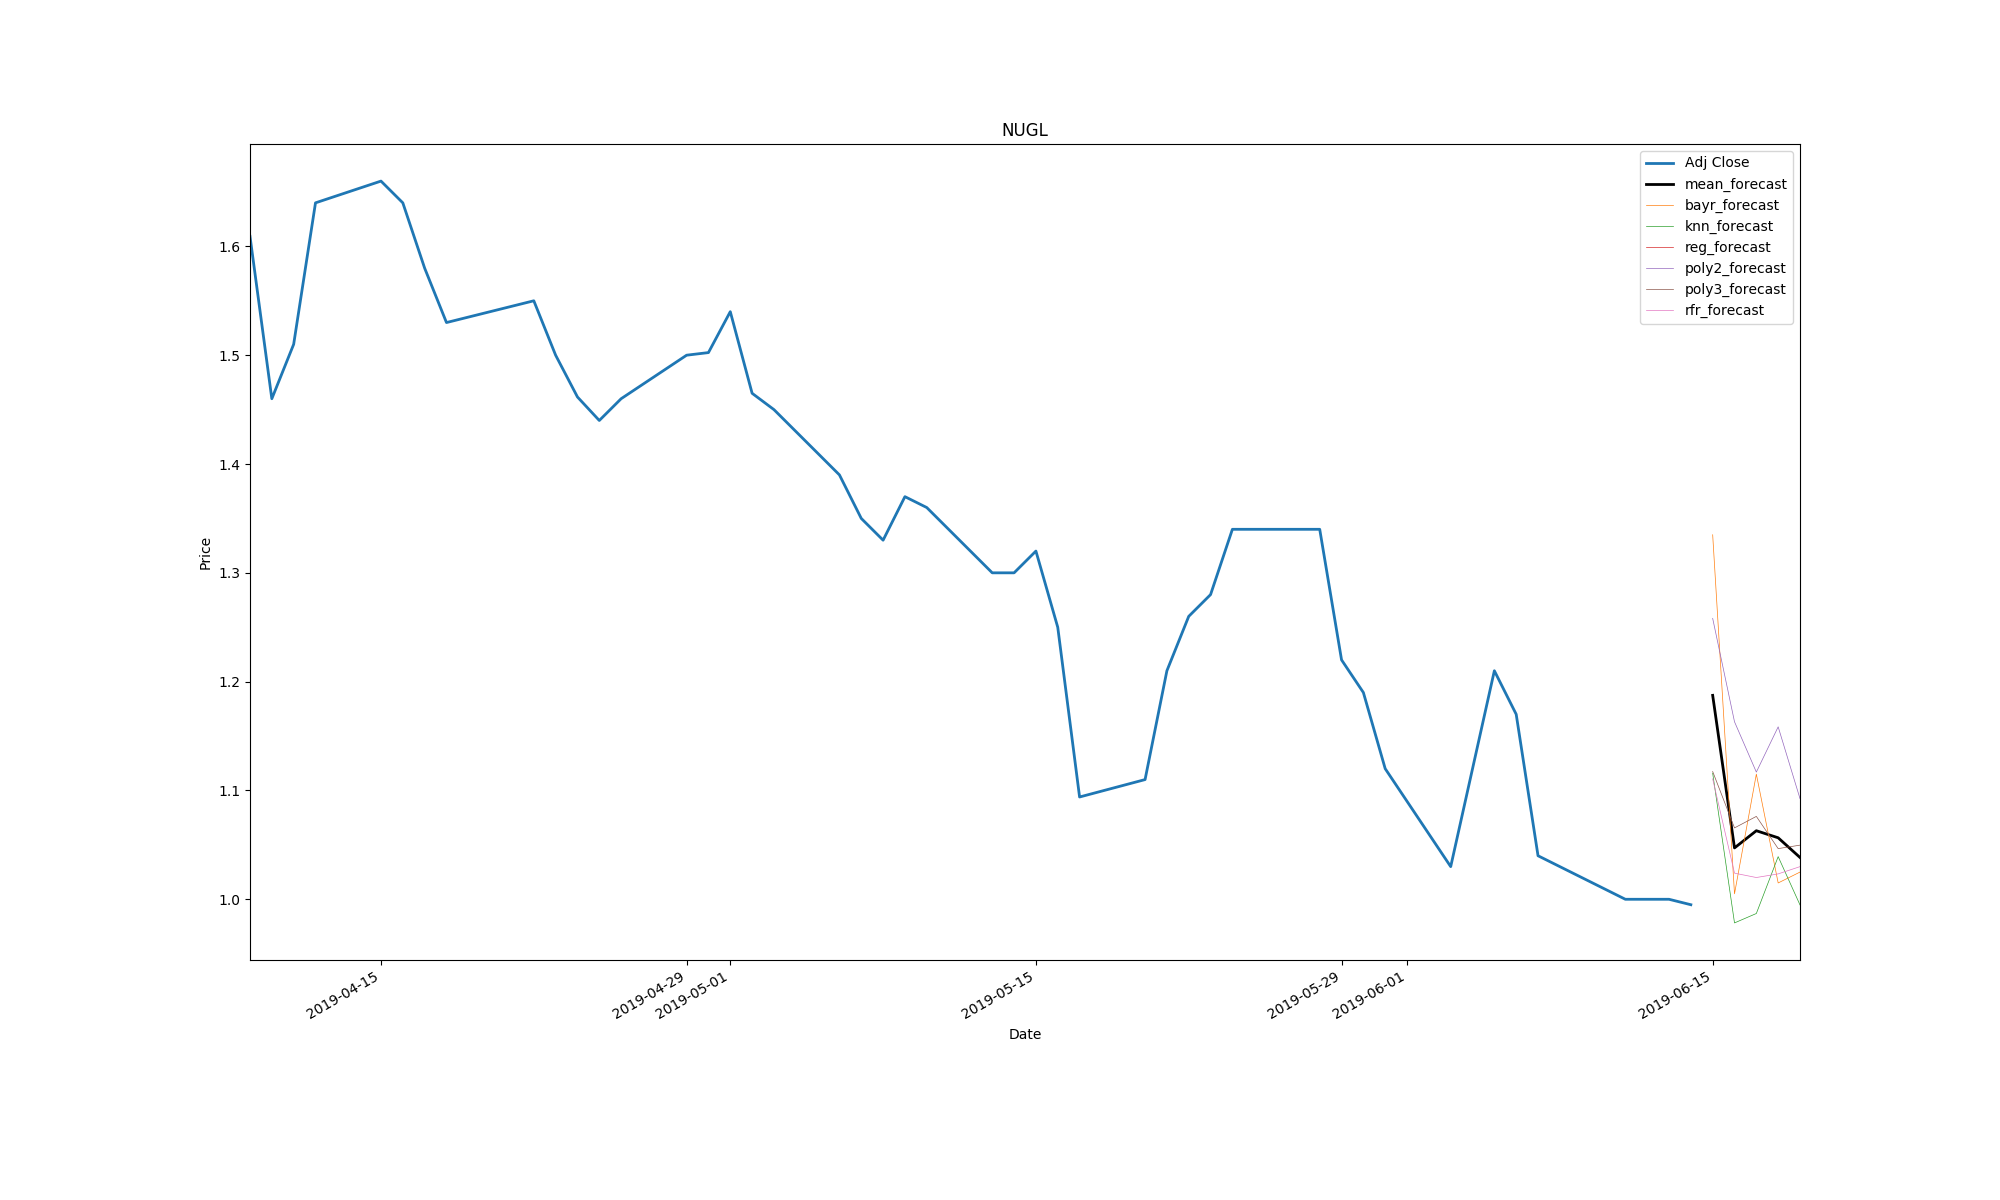 NUGL
Adj Close
mean_forecast
bayr_forecast
knn_forecast
reg_forecast
poly2_forecast
poly3_forecast
rfr_forecast
Price
1.6
1.5
1.4
1.3
1.2
1.1
1.0
2019-04-15
2019-04-29
2019-05-01
2019-05-15
2019-05-29
2019-06-01
2019-06-15
Date